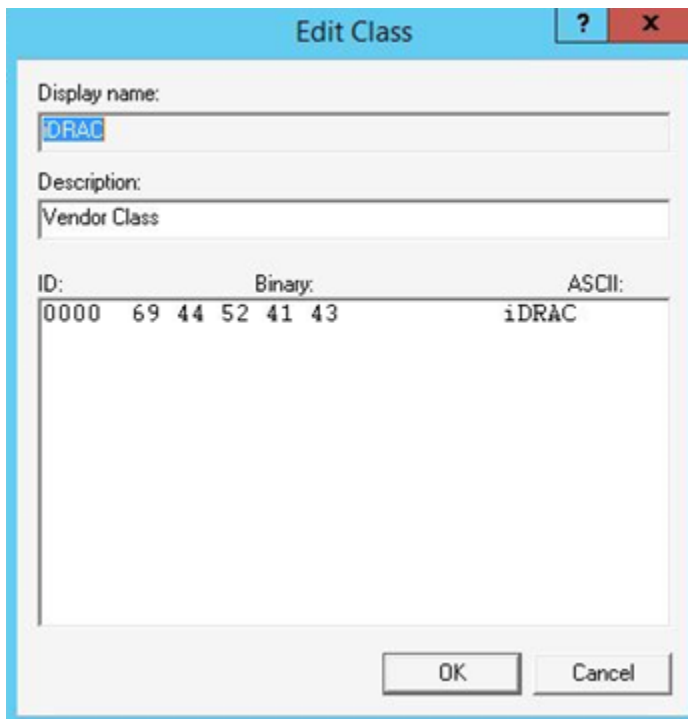 Edit Class
? x
Display name:
iDRAC
Description:
Vendor Class
ID: Binary: ASCII:
0000 69 44 52 41 43 iDRAC
OK Cancel